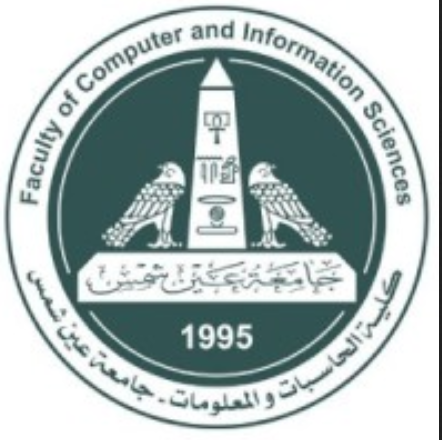 Faculty of Computer and Information Sciences
جامعة عين شمس
1995
كلية الحاسبات والمعلومات - جامعة عين شمس